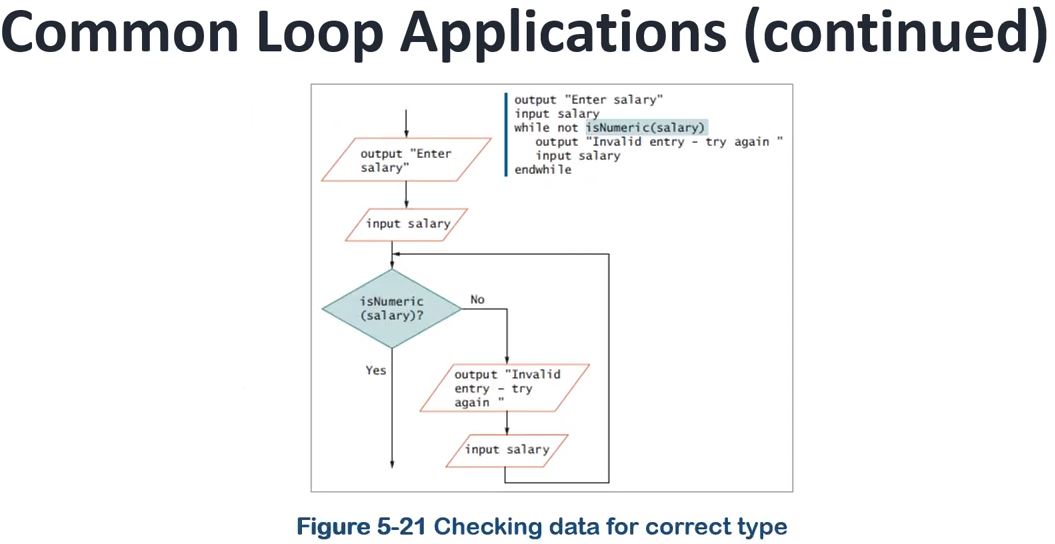 Common Loop Applications (continued)
output "Enter salary"
input salary
while not isNumeric(salary)
output "Invalid entry - try again "
input salary
endwhile
output "Enter
salary"
input salary
isNumeric
(salary)?
No
Yes
output "Invalid
entry - try
again "
input salary
Figure 5-21 Checking data for correct type